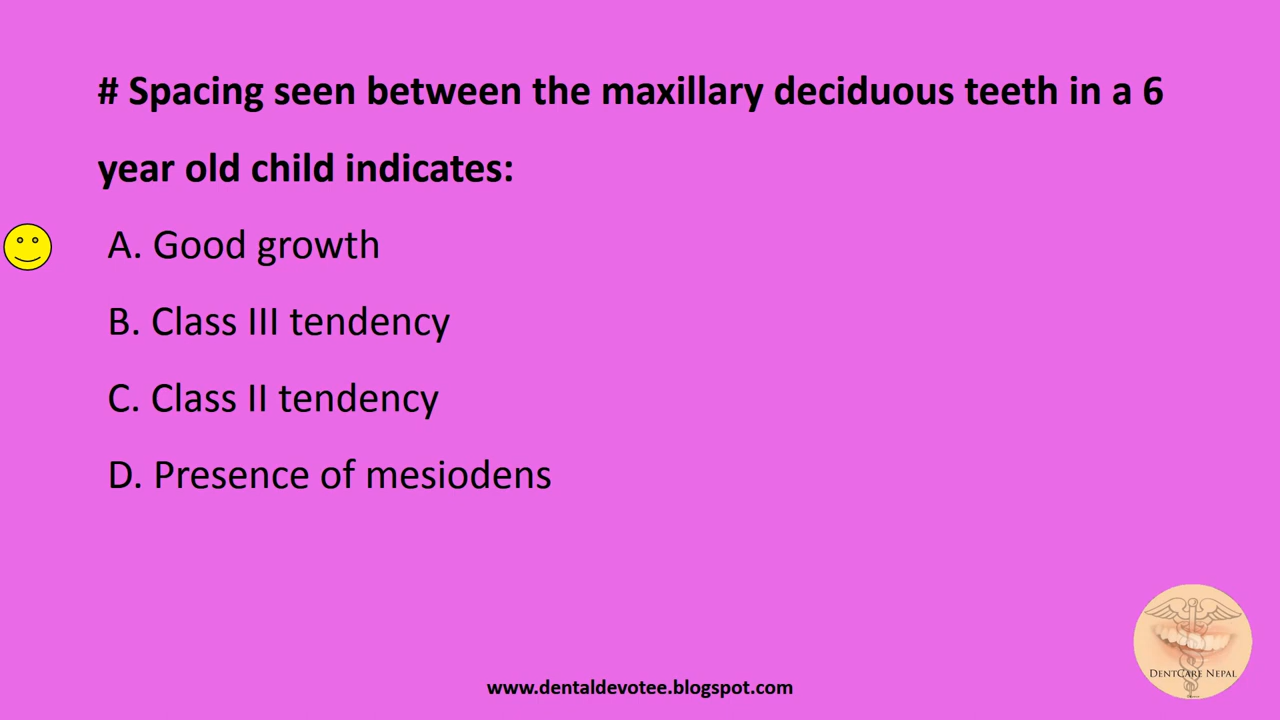 # Spacing seen between the maxillary deciduous teeth in a 6
year old child indicates:
A. Good growth
B. Class III tendency
C. Class II tendency
D. Presence of mesiodens
DentCare Nepal
www.dentaldevotee.blogspot.com